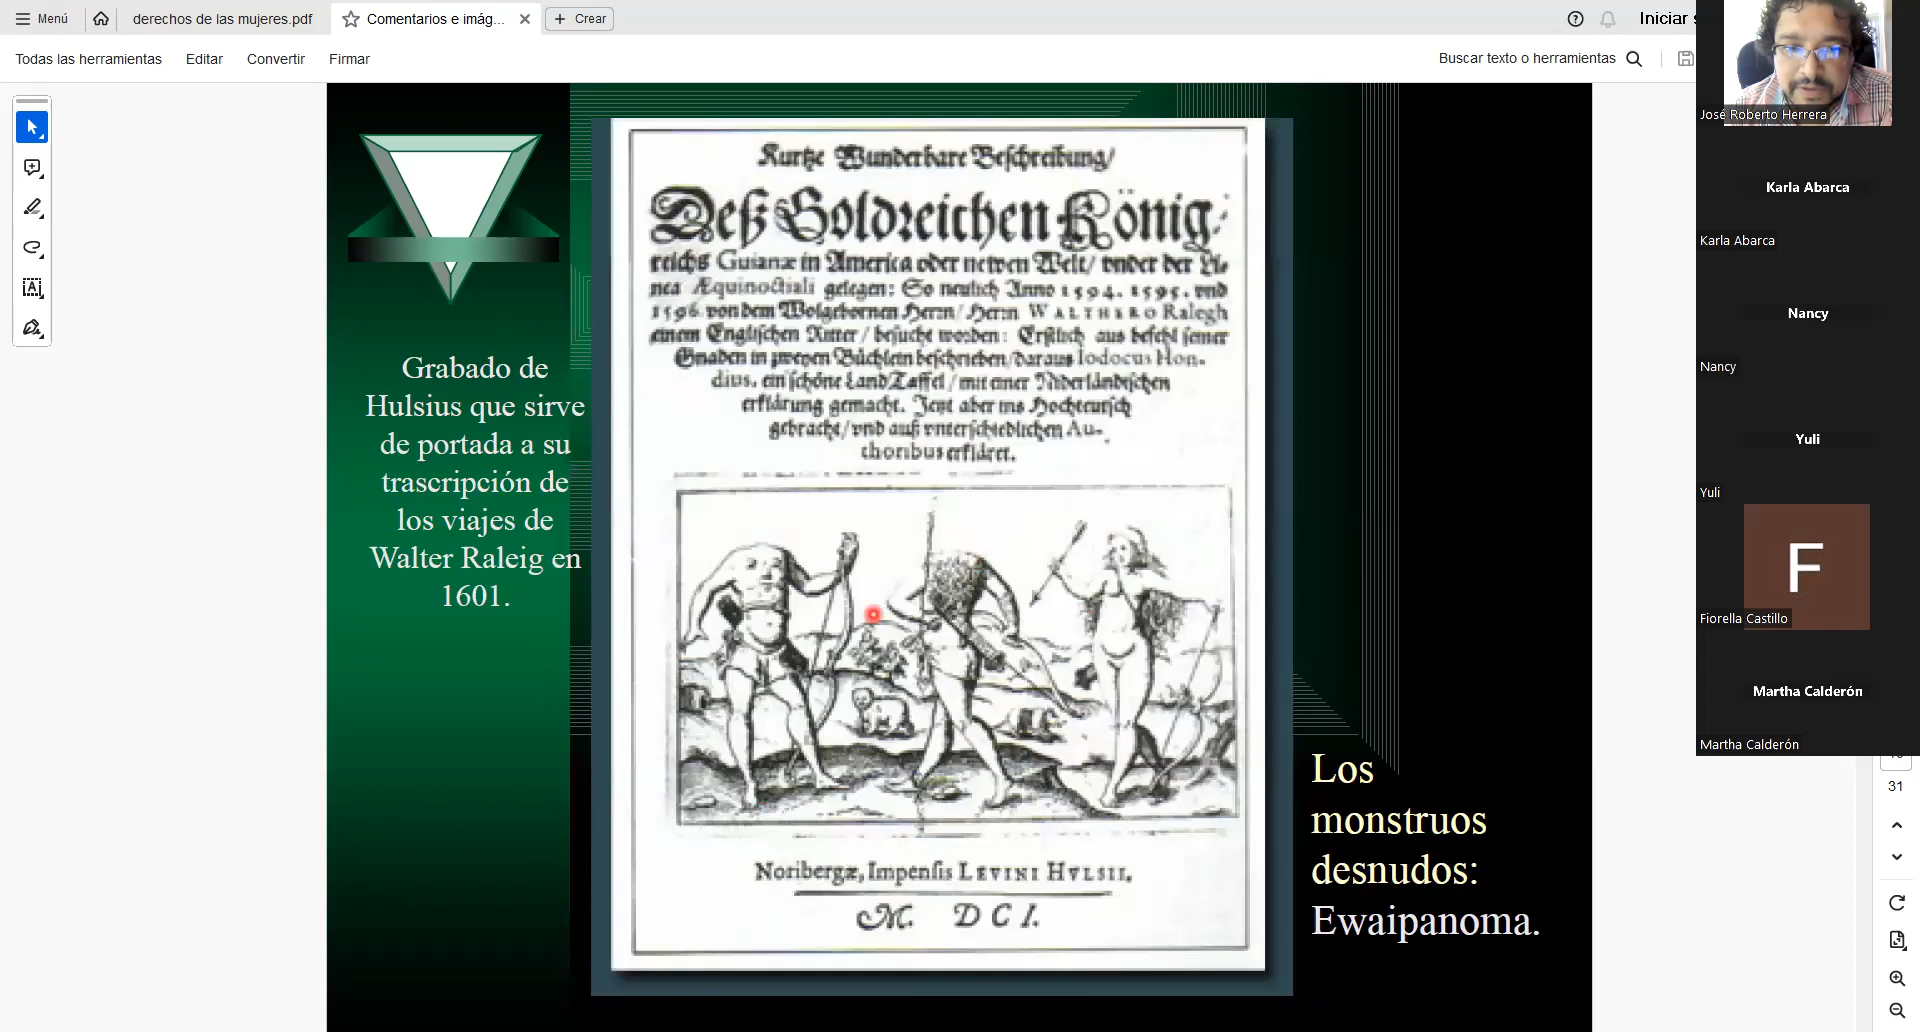 Menú
derechos de las mujeres.pdf
Comentarios e imág...
Crear
Iniciar s
Todas las herramientas
Editar
Convertir
Firmar
Buscar texto o herramientas
Grabado de
Hulsius que sirve
de portada a su
trascripción de
los viajes de
Walter Raleig en
1601.
Kurtze Wunderbare Beschreibung/
Deß Goldreichen König/
reichs Guianæ in America oder newen Welt/ vnder der Li-
nea Æquinoctiali gelegen: So newlich Anno 1594. 1595. vnd
1596. von dem Wolgebornen Herrn/ Herrn WALTHERO Ralegh
einem Englischen Ritter/ besucht worden: Erstlich aus befehl seiner
Gnaden in zweyen Büchlein beschrieben/ daraus Iodocus Hon-
dius, ein schöne Land Taffel/ mit einer Niderländischen
erklärung gemacht. Jetzt aber ins Hochteutsch
gebracht/ vnd auß vnterschiedlichen Au-
thoribus erkläret.
Noribergæ, Impensis LEVINI HVLSII.
M. DCI.
Los
monstruos
desnudos:
Ewaipanoma.
José Roberto Herrera
Karla Abarca
Karla Abarca
Nancy
Nancy
Yuli
Yuli
F
Fiorella Castillo
Martha Calderón
Martha Calderón
31